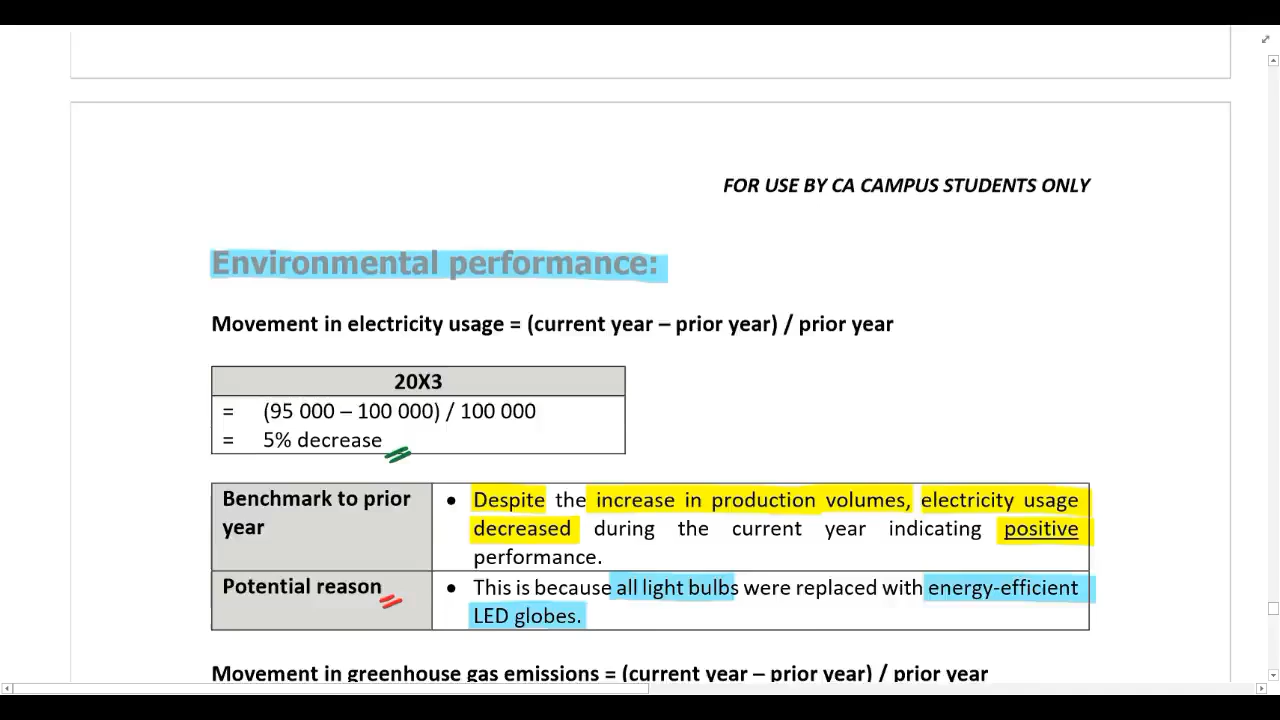 FOR USE BY CA CAMPUS STUDENTS ONLY
Environmental performance:
Movement in electricity usage = (current year – prior year) / prior year
20X3
= (95 000 – 100 000) / 100 000
= 5% decrease
Benchmark to prior year
• Despite the increase in production volumes, electricity usage
decreased during the current year indicating positive
performance.
Potential reason
• This is because all light bulbs were replaced with energy-efficient
LED globes.
Movement in greenhouse gas emissions = (current year – prior year) / prior year